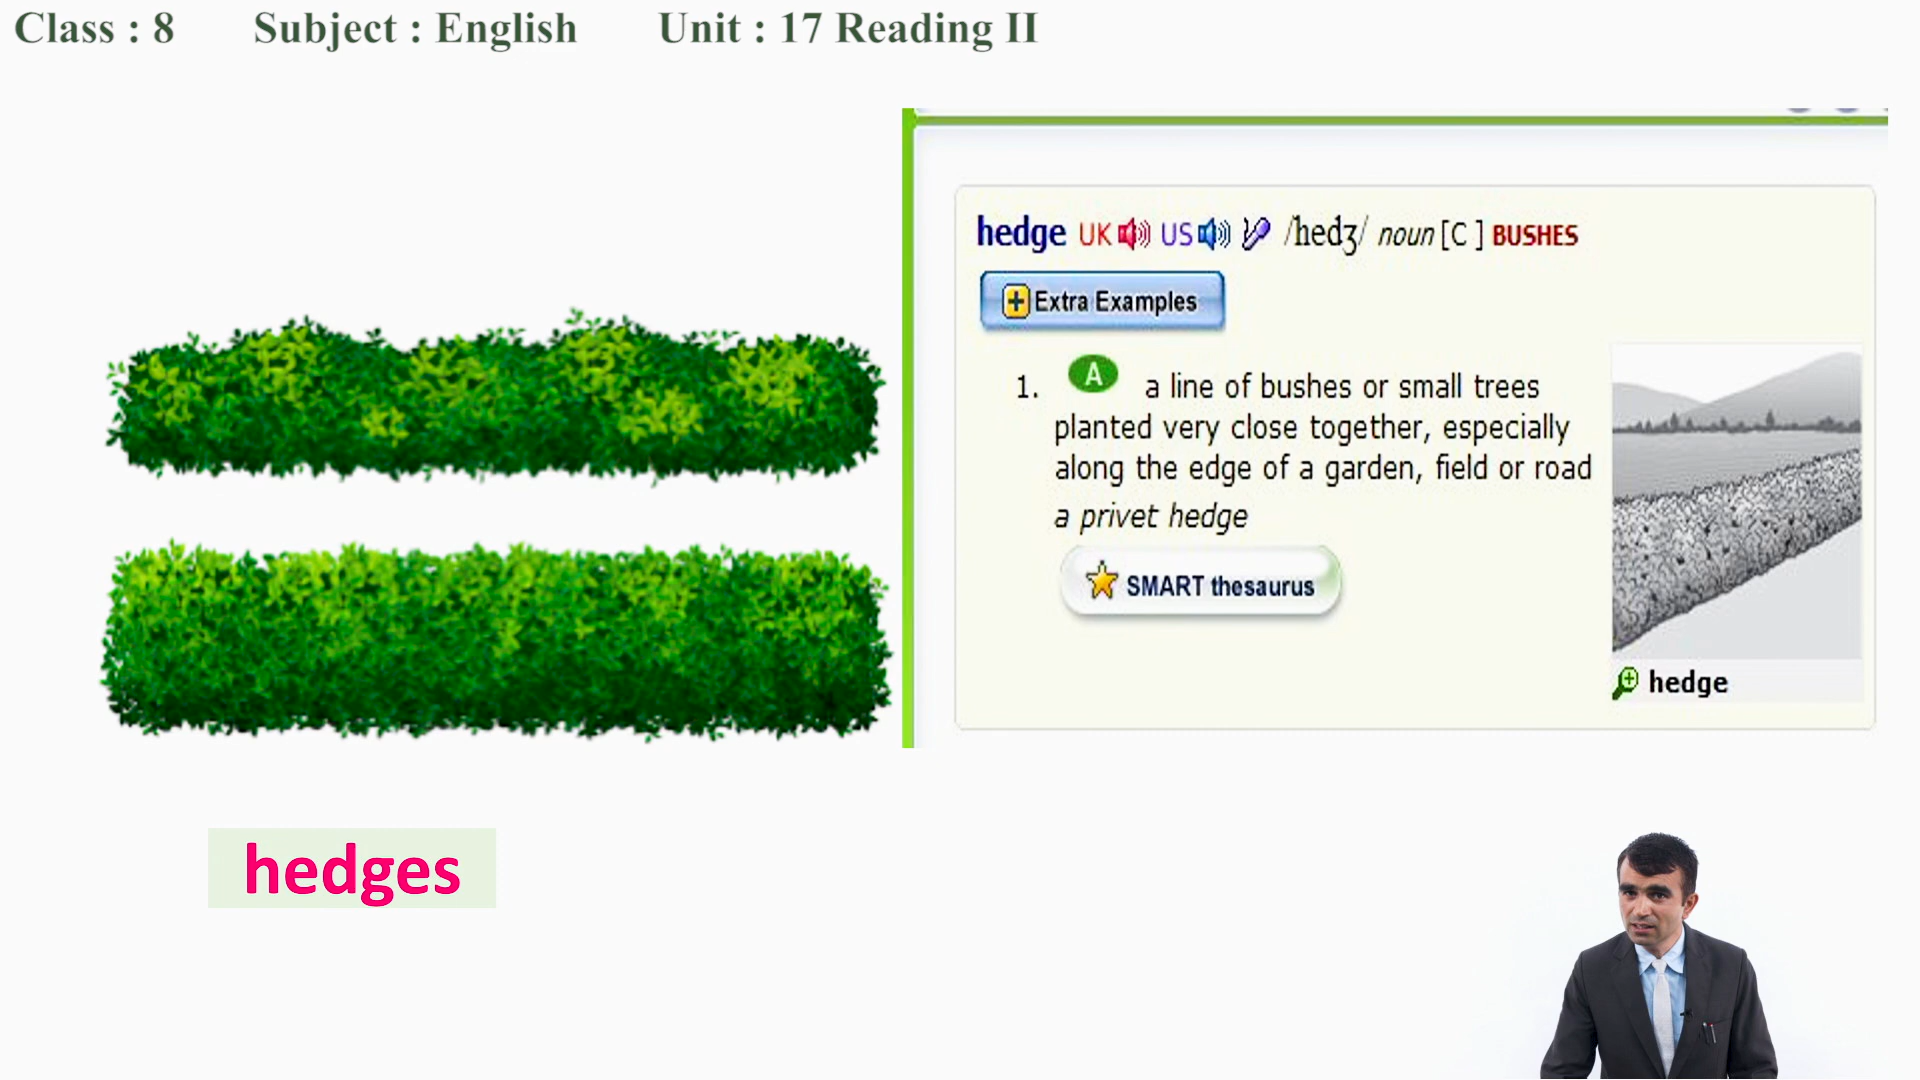 Class : 8 Subject : English Unit : 17 Reading II
hedge UK US /hedʒ/ noun [C ] BUSHES
Extra Examples
1. A a line of bushes or small trees
planted very close together, especially
along the edge of a garden, field or road
a privet hedge
SMART thesaurus
hedge
hedges